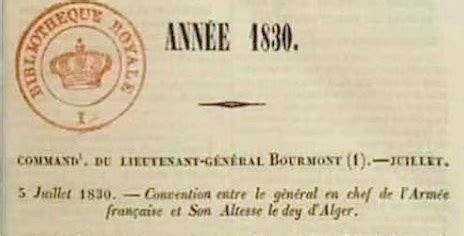 BIBLIOTHEQUE ROYALE
I
ANNÉE 1830.
COMMANDt. DU LIEUTENANT-GÉNÉRAL BOURMONT (1).—JUILLET.
5 Juillet 1830. — Convention entre le général en chef de l'Armée
française et Son Altesse le dey d'Alger.